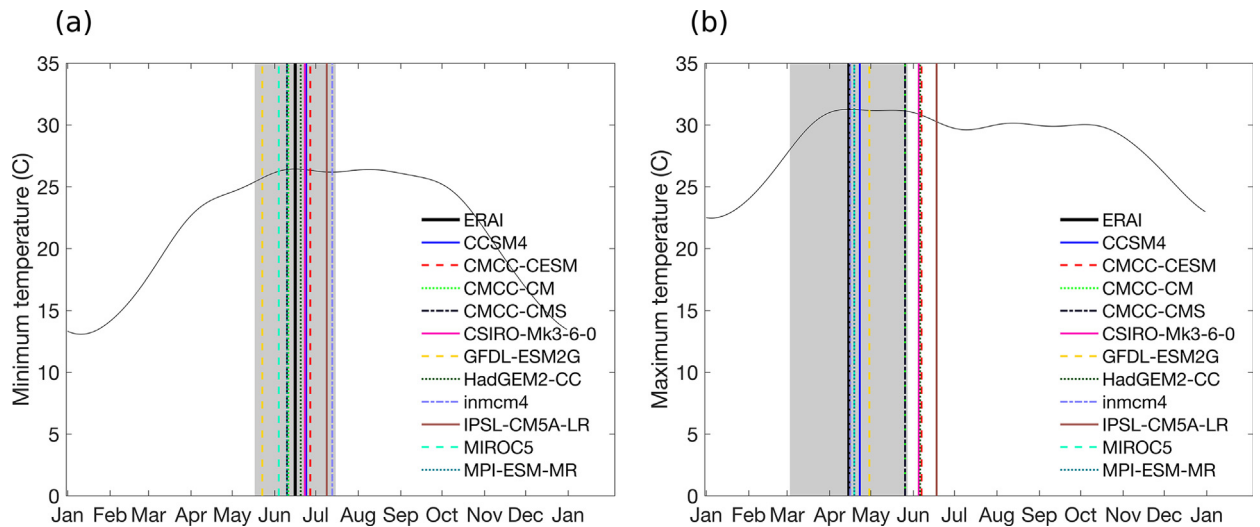 (a)
Minimum temperature (C)
35
30
25
20
15
10
5
0
Jan Feb Mar Apr May Jun Jul Aug Sep Oct Nov Dec Jan
ERAI
CCSM4
CMCC-CESM
CMCC-CM
CMCC-CMS
CSIRO-Mk3-6-0
GFDL-ESM2G
HadGEM2-CC
inmcm4
IPSL-CM5A-LR
MIROC5
MPI-ESM-MR
(b)
Maximum temperature (C)
35
30
25
20
15
10
5
0
Jan Feb Mar Apr May Jun Jul Aug Sep Oct Nov Dec Jan
ERAI
CCSM4
CMCC-CESM
CMCC-CM
CMCC-CMS
CSIRO-Mk3-6-0
GFDL-ESM2G
HadGEM2-CC
inmcm4
IPSL-CM5A-LR
MIROC5
MPI-ESM-MR